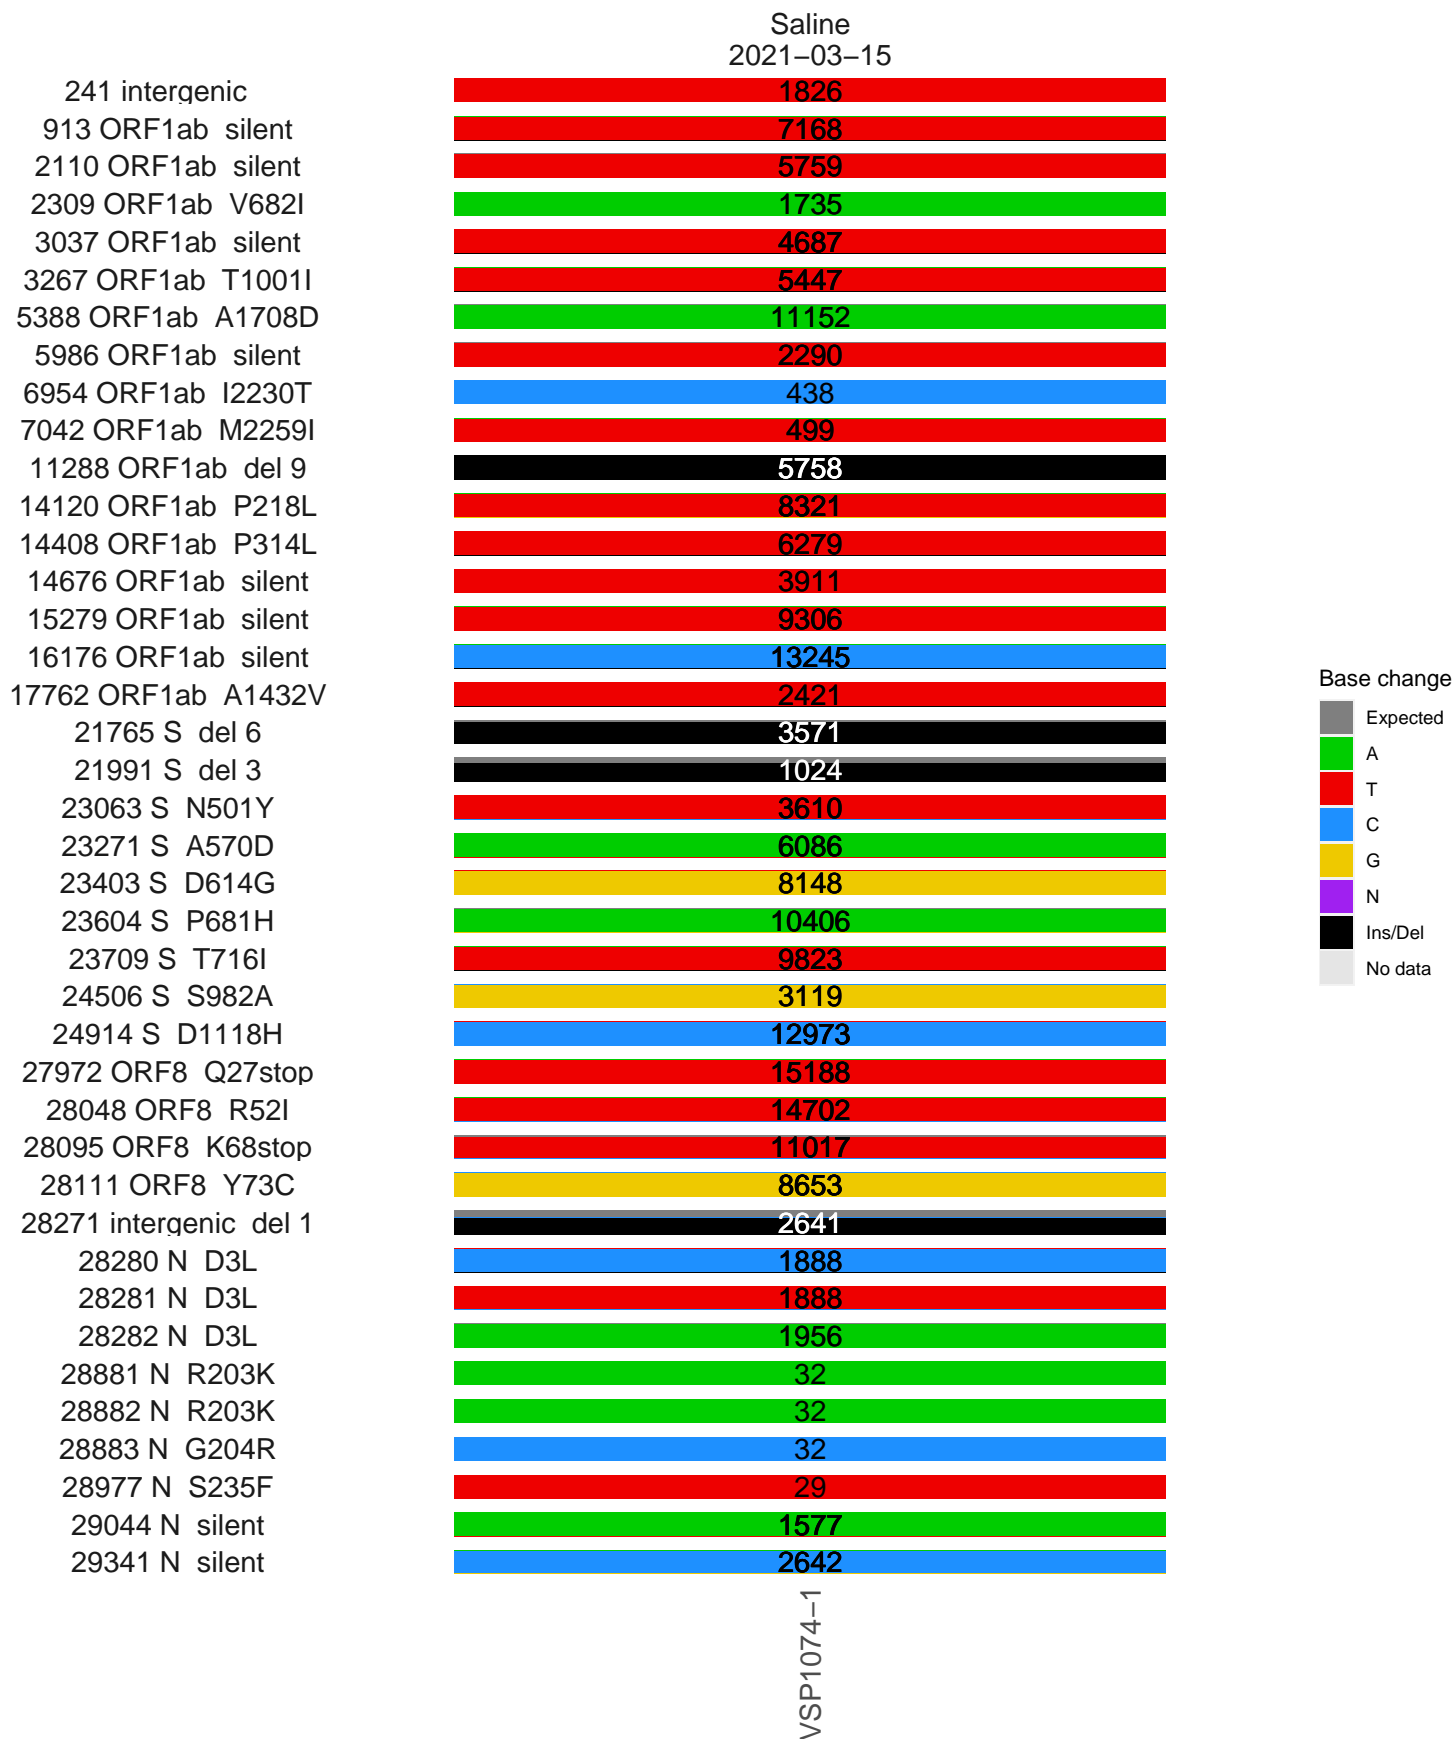 Saline
2021−03−15
241 intergenic 1826
913 ORF1ab silent 7168
2110 ORF1ab silent 5759
2309 ORF1ab V682I 1735
3037 ORF1ab silent 4687
3267 ORF1ab T1001I 5447
5388 ORF1ab A1708D 11152
5986 ORF1ab silent 2290
6954 ORF1ab I2230T 438
7042 ORF1ab M2259I 499
11288 ORF1ab del 9 5758
14120 ORF1ab P218L 8321
14408 ORF1ab P314L 6279
14676 ORF1ab silent 3911
15279 ORF1ab silent 9306
16176 ORF1ab silent 13245
17762 ORF1ab A1432V 2421
21765 S del 6 3571
21991 S del 3 1024
23063 S N501Y 3610
23271 S A570D 6086
23403 S D614G 8148
23604 S P681H 10406
23709 S T716I 9823
24506 S S982A 3119
24914 S D1118H 12973
27972 ORF8 Q27stop 15188
28048 ORF8 R52I 14702
28095 ORF8 K68stop 11017
28111 ORF8 Y73C 8653
28271 intergenic del 1 2641
28280 N D3L 1888
28281 N D3L 1888
28282 N D3L 1956
28881 N R203K 32
28882 N R203K 32
28883 N G204R 32
28977 N S235F 29
29044 N silent 1577
29341 N silent 2642
VSP1074−1
Base change
Expected
A
T
C
G
N
Ins/Del
No data